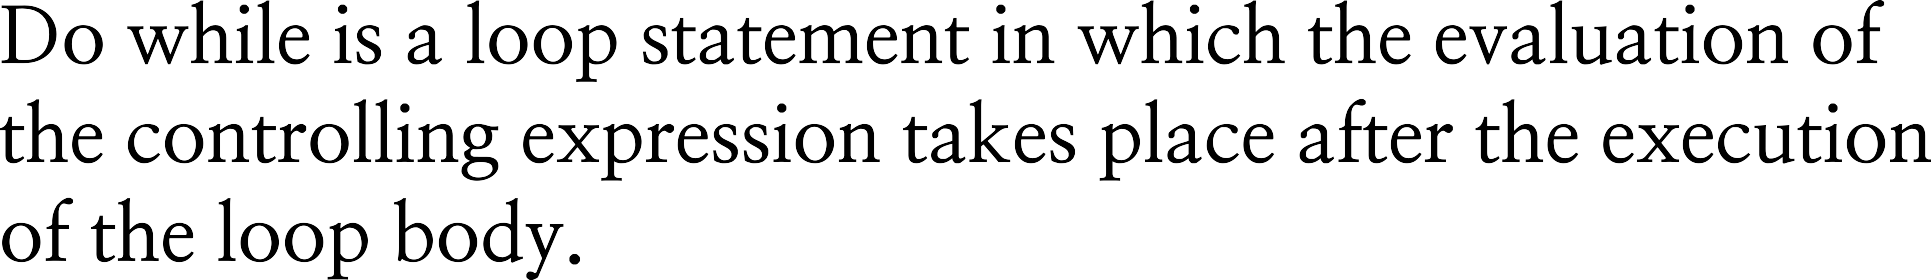 Do while is a loop statement in which the evaluation of
the controlling expression takes place after the execution
of the loop body.